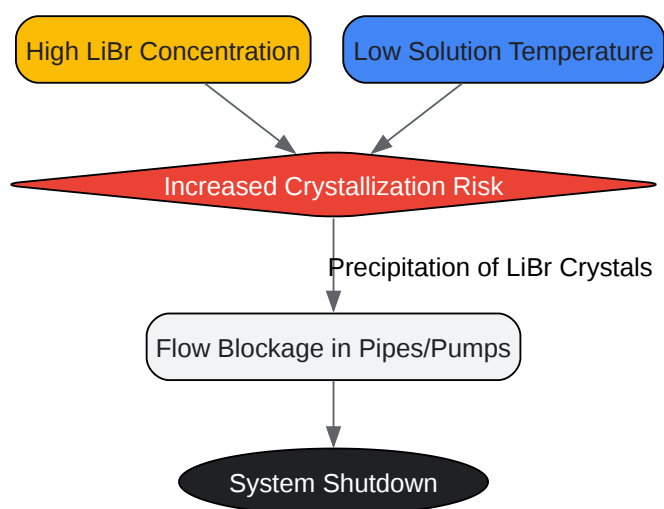 High LiBr Concentration
Low Solution Temperature
Increased Crystallization Risk
Precipitation of LiBr Crystals
Flow Blockage in Pipes/Pumps
System Shutdown